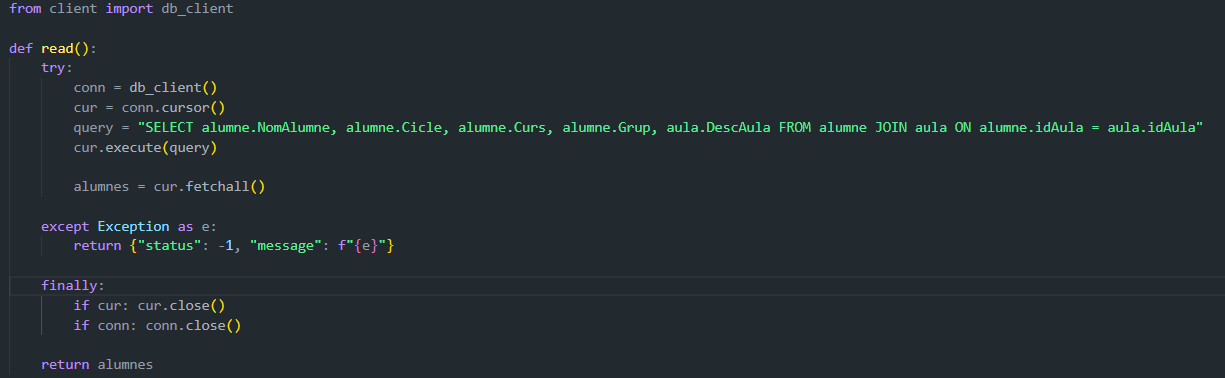 from client import db_client
def read():
    try:
        conn = db_client()
        cur = conn.cursor()
        query = "SELECT alumne.NomAlumne, alumne.Cicle, alumne.Curs, alumne.Grup, aula.DescAula FROM alumne JOIN aula ON alumne.idAula = aula.idAula"
        cur.execute(query)
        alumnes = cur.fetchall()
    except Exception as e:
        return {"status": -1, "message": f"{e}"}
    finally:
        if cur: cur.close()
        if conn: conn.close()
    return alumnes